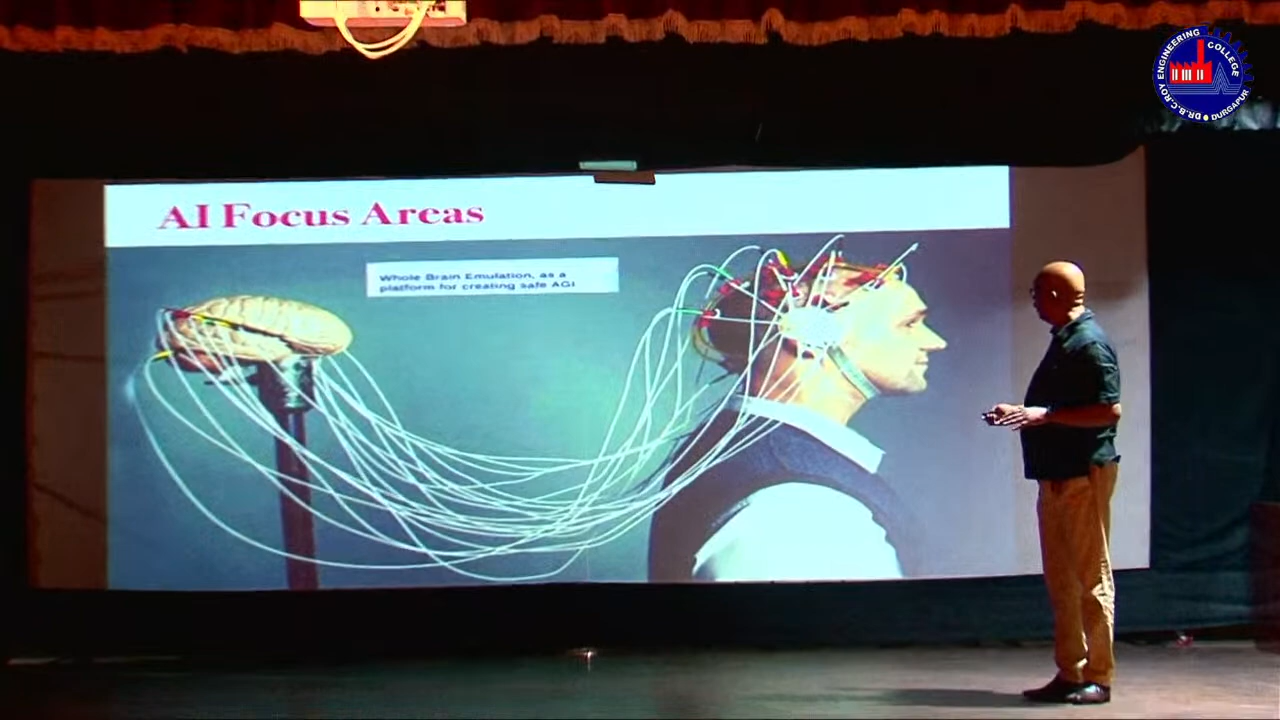 AI Focus Areas
Whole Brain Emulation, as a
platform for creating safe AGI
DR.B.C.ROY ENGINEERING COLLEGE
DURGAPUR